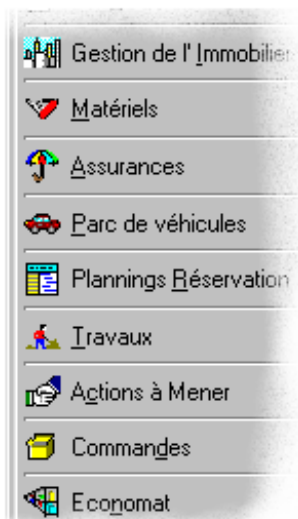 Gestion de l' Immobilier
Matériels
Assurances
Parc de véhicules
Plannings Réservation
Travaux
Actions à Mener
Commandes
Economat